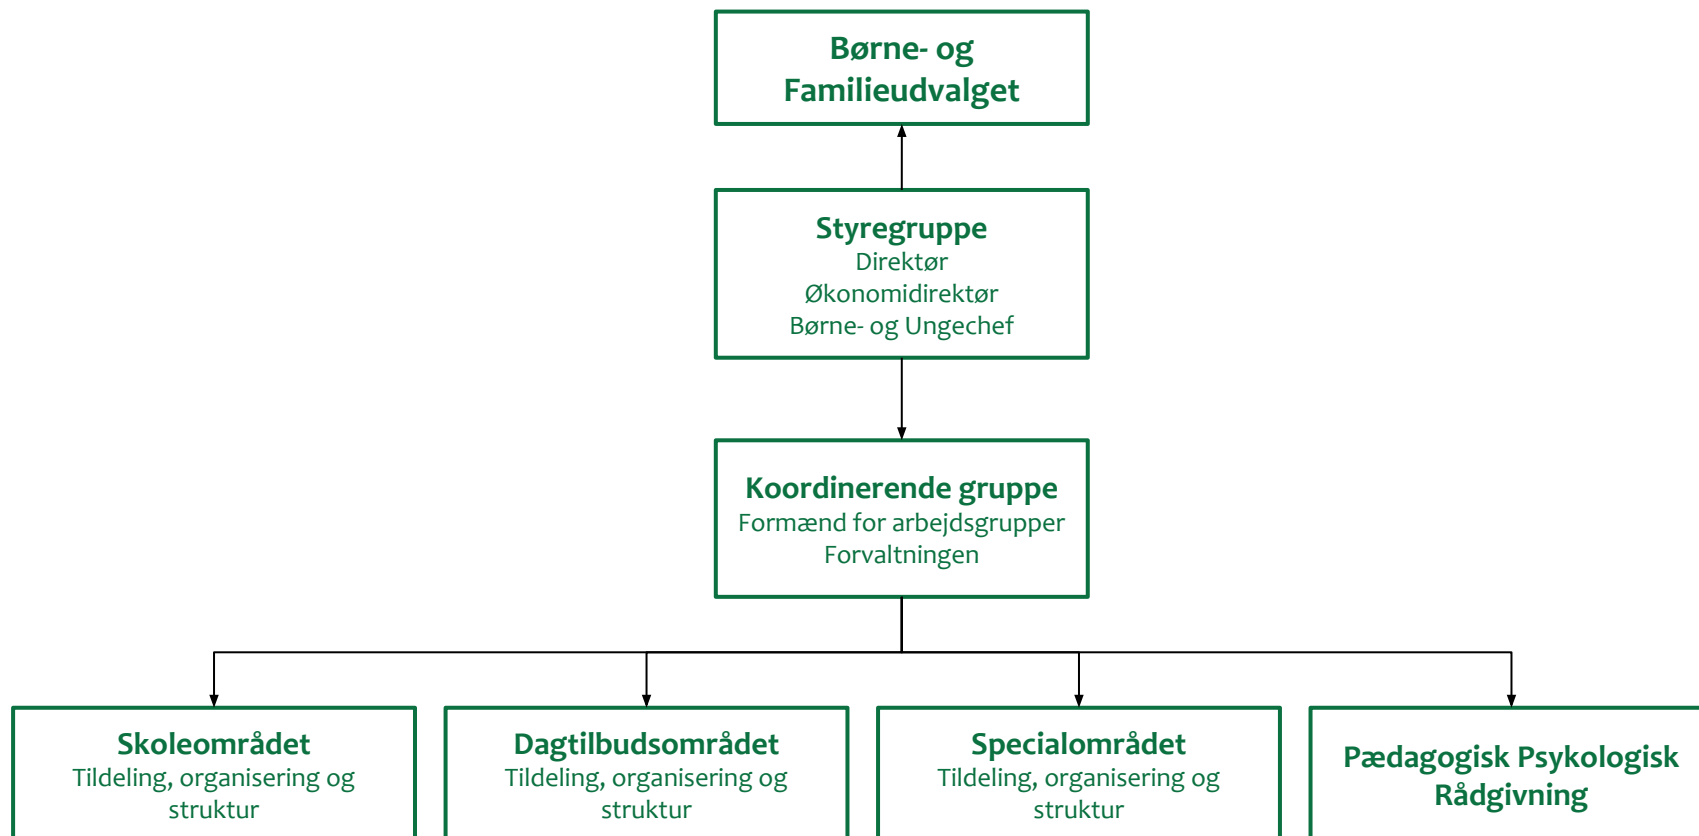 Børne- og
Familieudvalget
Styregruppe
Direktør
Økonomidirektør
Børne- og Ungechef
Koordinerende gruppe
Formænd for arbejdsgrupper
Forvaltningen
Skoleområdet
Tildeling, organisering og
struktur
Dagtilbudsområdet
Tildeling, organisering og
struktur
Specialområdet
Tildeling, organisering og
struktur
Pædagogisk Psykologisk
Rådgivning